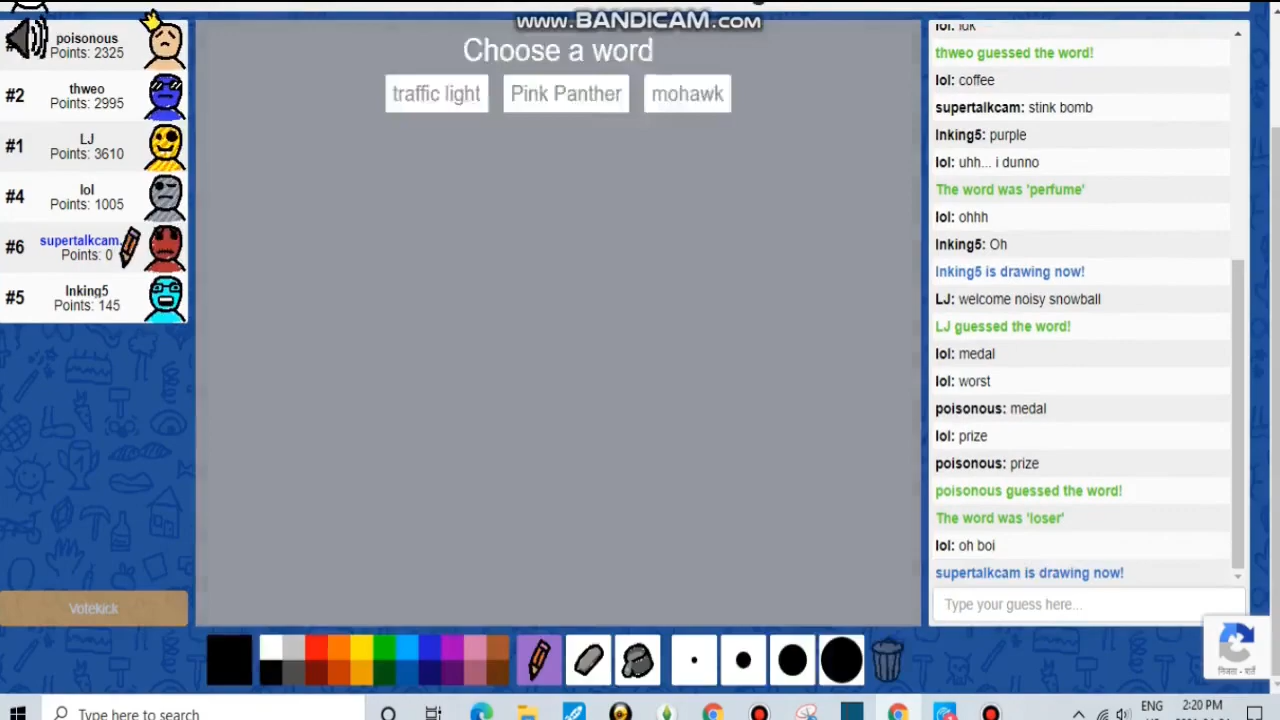 www.BANDICAM.com
poisonous
Points: 2325
#2
thweo
Points: 2995
#1
LJ
Points: 3610
#4
lol
Points: 1005
#6
supertalkcam.
Points: 0
#5
Inking5
Points: 145
Votekick
Choose a word
traffic light
Pink Panther
mohawk
thweo guessed the word!
lol: coffee
supertalkcam: stink bomb
Inking5: purple
lol: uhh... i dunno
The word was 'perfume'
lol: ohhh
Inking5: Oh
Inking5 is drawing now!
LJ: welcome noisy snowball
LJ guessed the word!
lol: medal
lol: worst
poisonous: medal
lol: prize
poisonous: prize
poisonous guessed the word!
The word was 'loser'
lol: oh boi
supertalkcam is drawing now!
Type your guess here...
Type here to search
ENG
2:20 PM